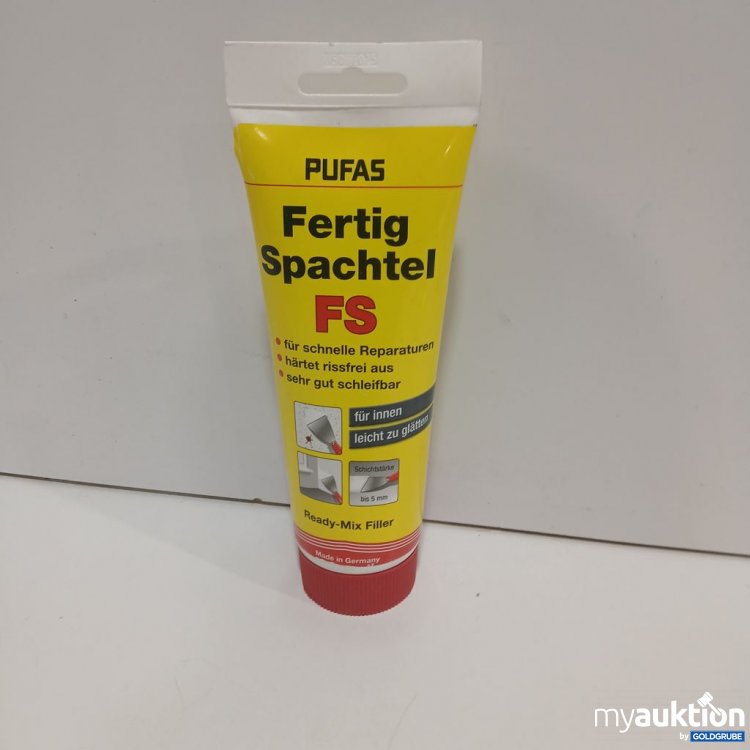 PUFAS
Fertig
Spachtel
FS
• für schnelle Reparaturen
• härtet rissfrei aus
• sehr gut schleifbar
für innen
leicht zu glätten
Schichtstärke
bis 5 mm
Ready-Mix Filler
Made in Germany
myauktion
by GOLDGRUBE